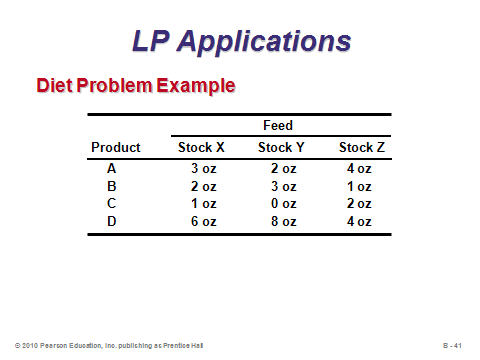 LP Applications
Diet Problem Example
Feed
Product Stock X Stock Y Stock Z
A 3 oz 2 oz 4 oz
B 2 oz 3 oz 1 oz
C 1 oz 0 oz 2 oz
D 6 oz 8 oz 4 oz
© 2010 Pearson Education, Inc. publishing as Prentice Hall B - 41